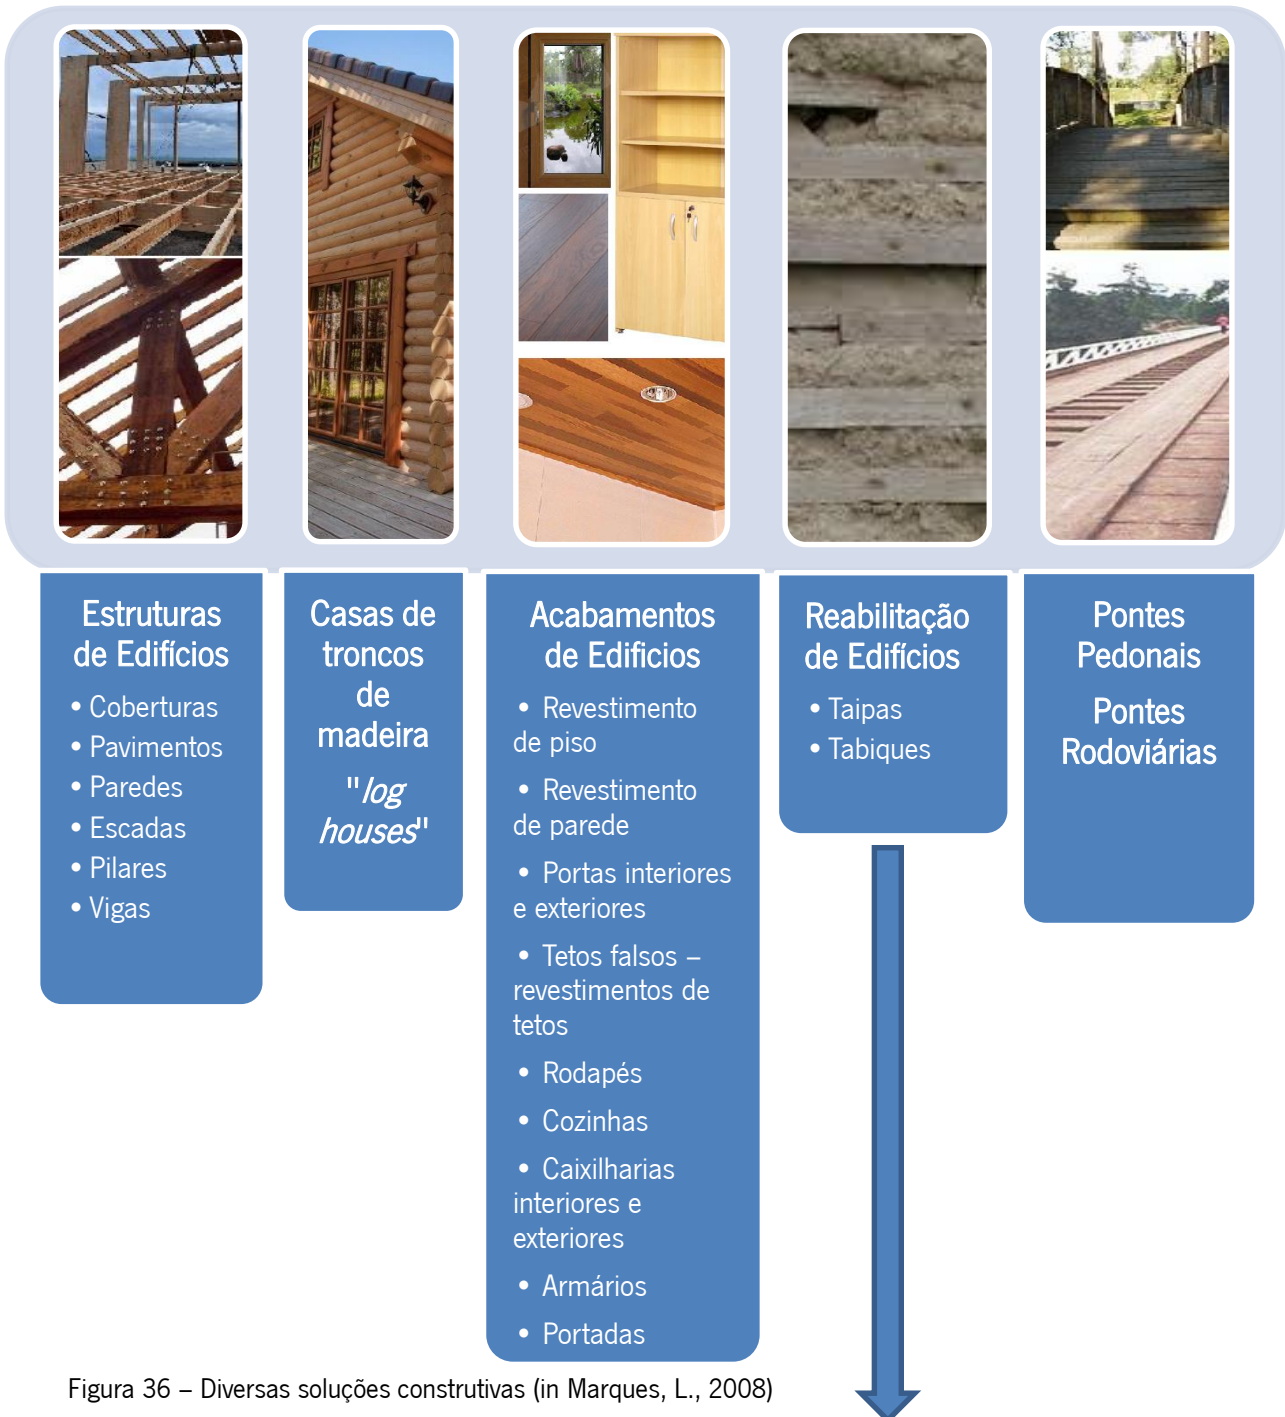 Estruturas
de Edifícios
• Coberturas
• Pavimentos
• Paredes
• Escadas
• Pilares
• Vigas
Casas de
troncos
de
madeira
"log
houses"
Acabamentos
de Edificios
• Revestimento
de piso
• Revestimento
de parede
• Portas interiores
e exteriores
• Tetos falsos –
revestimentos de
tetos
• Rodapés
• Cozinhas
• Caixilharias
interiores e
exteriores
• Armários
• Portadas
Reabilitação
de Edifícios
• Taipas
• Tabiques
Pontes
Pedonais
Pontes
Rodoviárias
Figura 36 – Diversas soluções construtivas (in Marques, L., 2008)